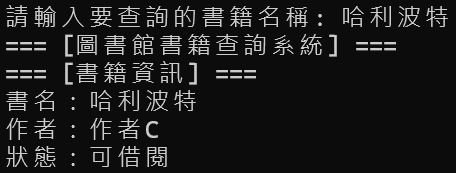 請輸入要查詢的書籍名稱: 哈利波特
=== [圖書館書籍查詢系統] ===
=== [書籍資訊] ===
書名：哈利波特
作者：作者C
狀態：可借閱